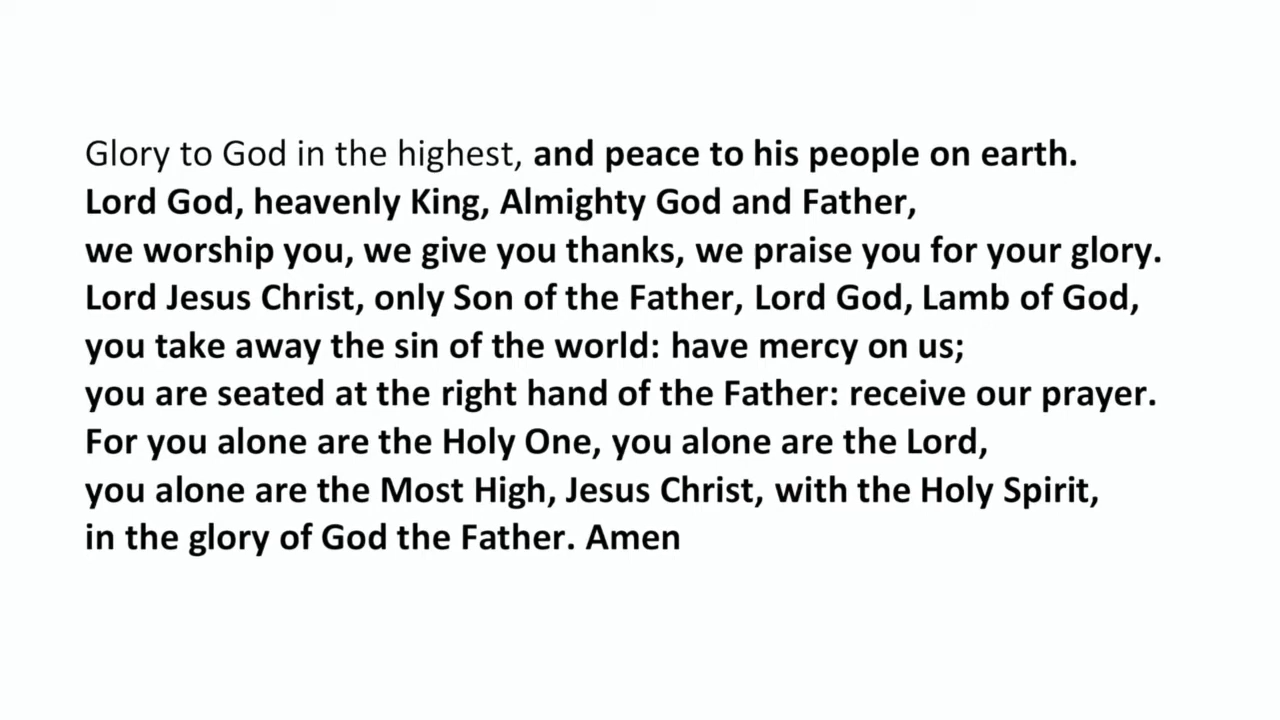 Glory to God in the highest, and peace to his people on earth.
Lord God, heavenly King, Almighty God and Father,
we worship you, we give you thanks, we praise you for your glory.
Lord Jesus Christ, only Son of the Father, Lord God, Lamb of God,
you take away the sin of the world: have mercy on us;
you are seated at the right hand of the Father: receive our prayer.
For you alone are the Holy One, you alone are the Lord,
you alone are the Most High, Jesus Christ, with the Holy Spirit,
in the glory of God the Father. Amen